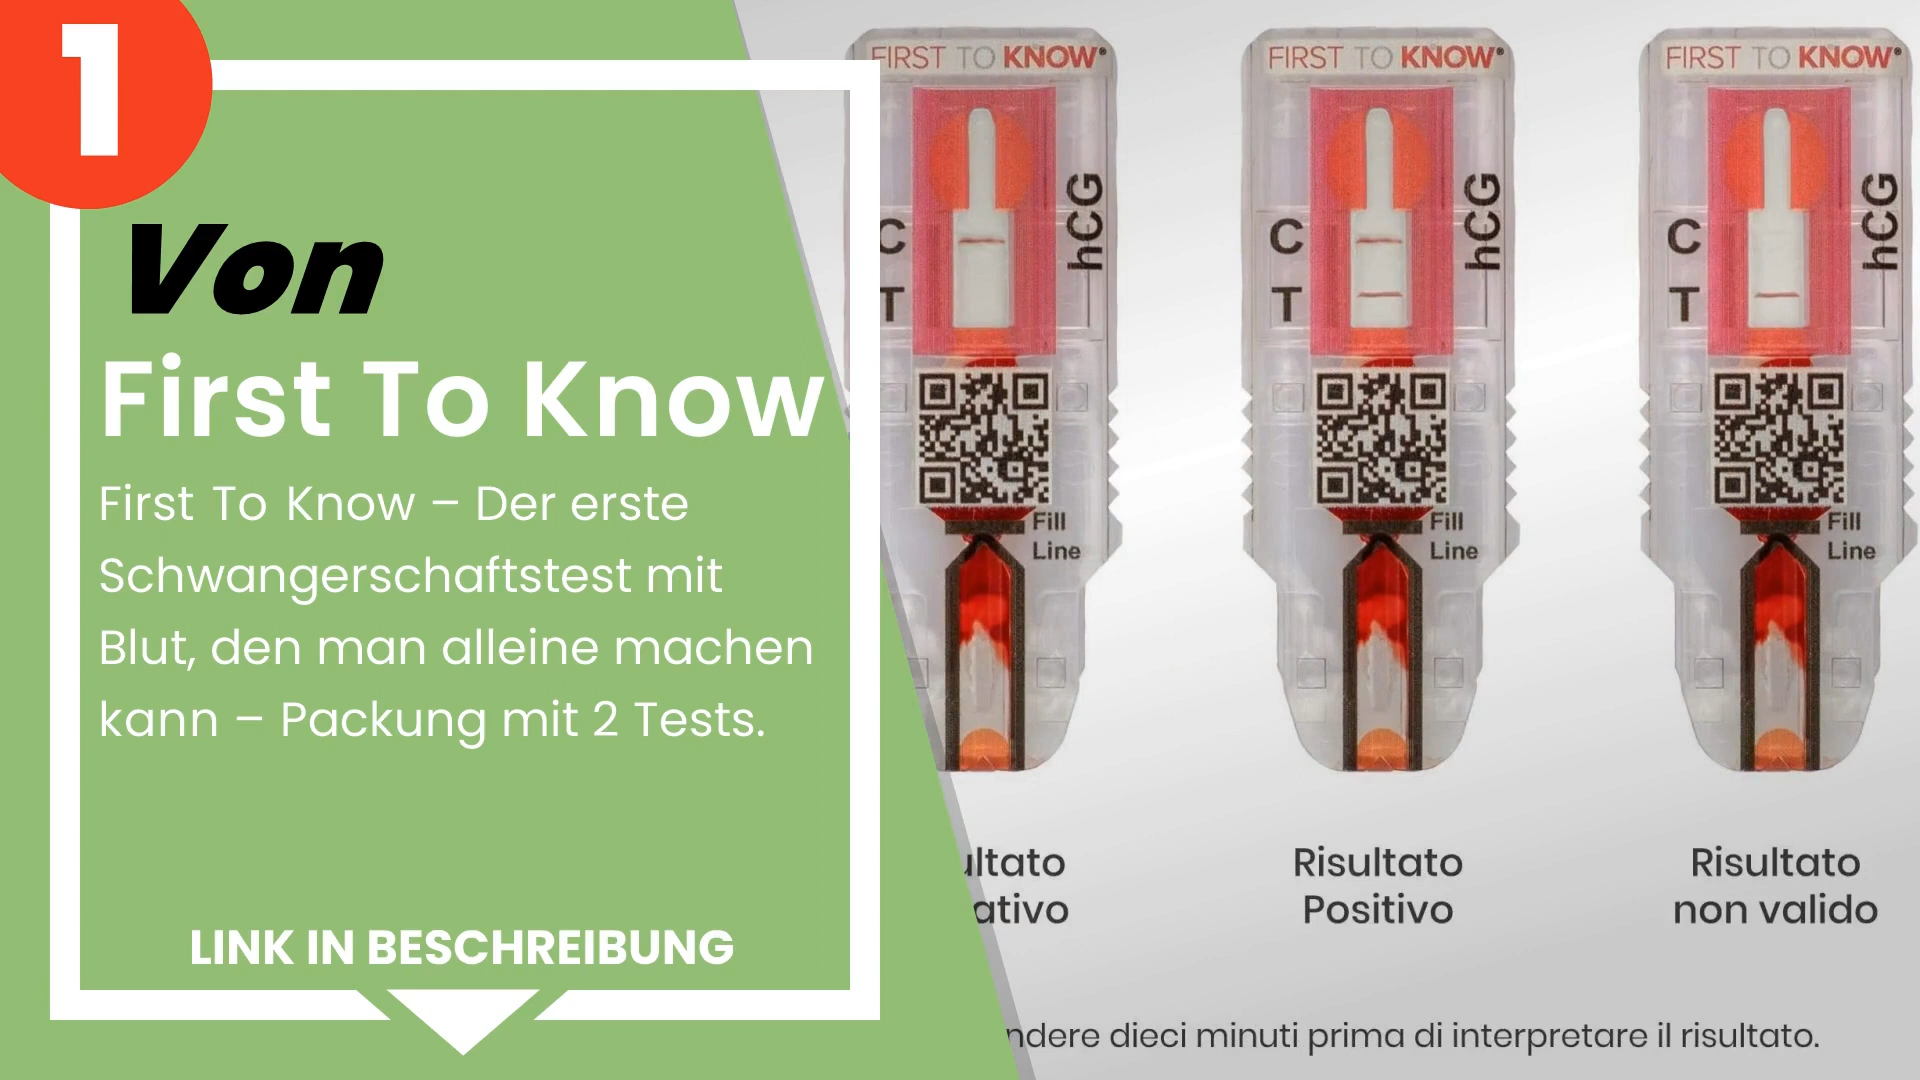 1
Von
First To Know
First To Know – Der erste
Schwangerschaftstest mit
Blut, den man alleine machen
kann – Packung mit 2 Tests.
LINK IN BESCHREIBUNG
FIRST TO KNOW®
C
T
hCG
Fill
Line
ultato
ativo
FIRST TO KNOW®
C
T
hCG
Fill
Line
Risultato
Positivo
FIRST TO KNOW®
C
T
hCG
Fill
Line
Risultato
non valido
ndere dieci minuti prima di interpretare il risultato.